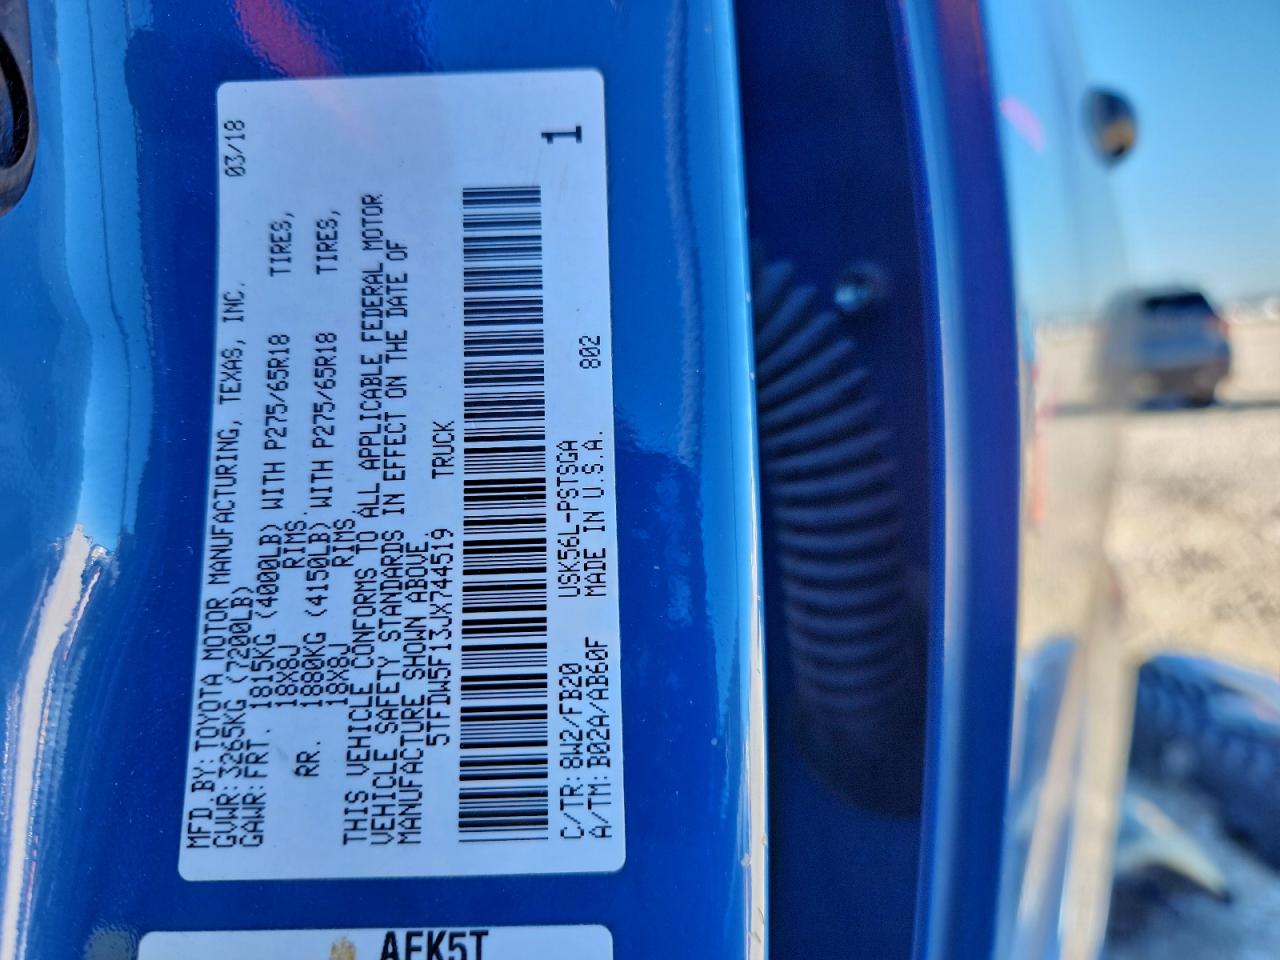 MFD BY: TOYOTA MOTOR MANUFACTURING, TEXAS, INC. 03/18
GVWR: 3265KG (7200LB)
GAWR: FRT. 1815KG (4000LB) WITH P275/65R18 TIRES,
18X8J RIMS,
RR. 1880KG (4150LB) WITH P275/65R18 TIRES,
18X8J RIMS
THIS VEHICLE CONFORMS TO ALL APPLICABLE FEDERAL MOTOR
VEHICLE SAFETY STANDARDS IN EFFECT ON THE DATE OF
MANUFACTURE SHOWN ABOVE.
5TFDW5F13JX744519 TRUCK
1
C/TR: 8W2/FB20 USK56L-PSTSGA
A/TM: B02A/AB60F MADE IN U.S.A. 802
AFK5T